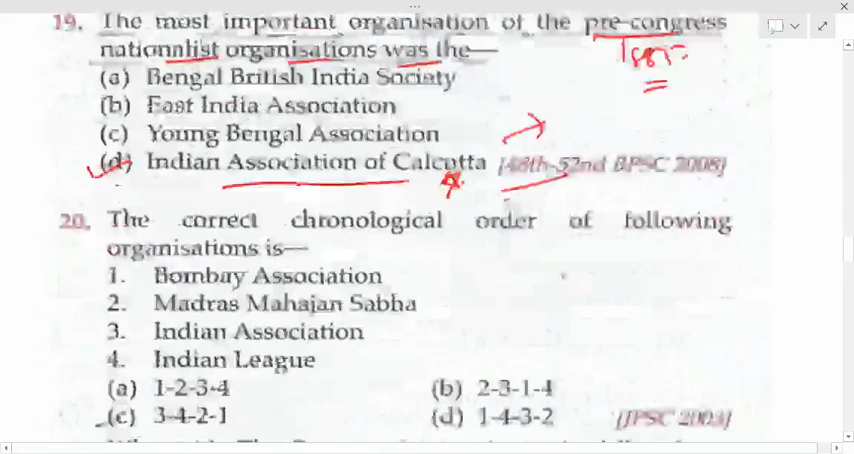 19. The most important organisation of the pre-congress
nationalist organisations was the—
1885
(a) Bengal British India Society
(b) East India Association
(c) Young Bengal Association
(d) Indian Association of Calcutta [48th-52nd BPSC 2008]
20. The correct chronological order of following
organisations is—
1. Bombay Association
2. Madras Mahajan Sabha
3. Indian Association
4. Indian League
(a) 1-2-3-4 (b) 2-3-1-4
(c) 3-4-2-1 (d) 1-4-3-2 [JPSC 2003]